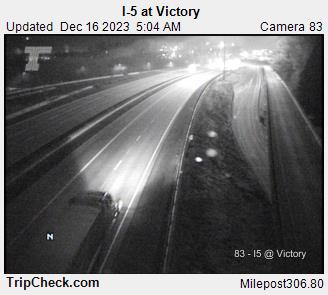 I-5 at Victory
Updated Dec 16 2023 5:04 AM Camera 83
T
N
83 - I5 @ Victory
TripCheck.com Milepost306.80